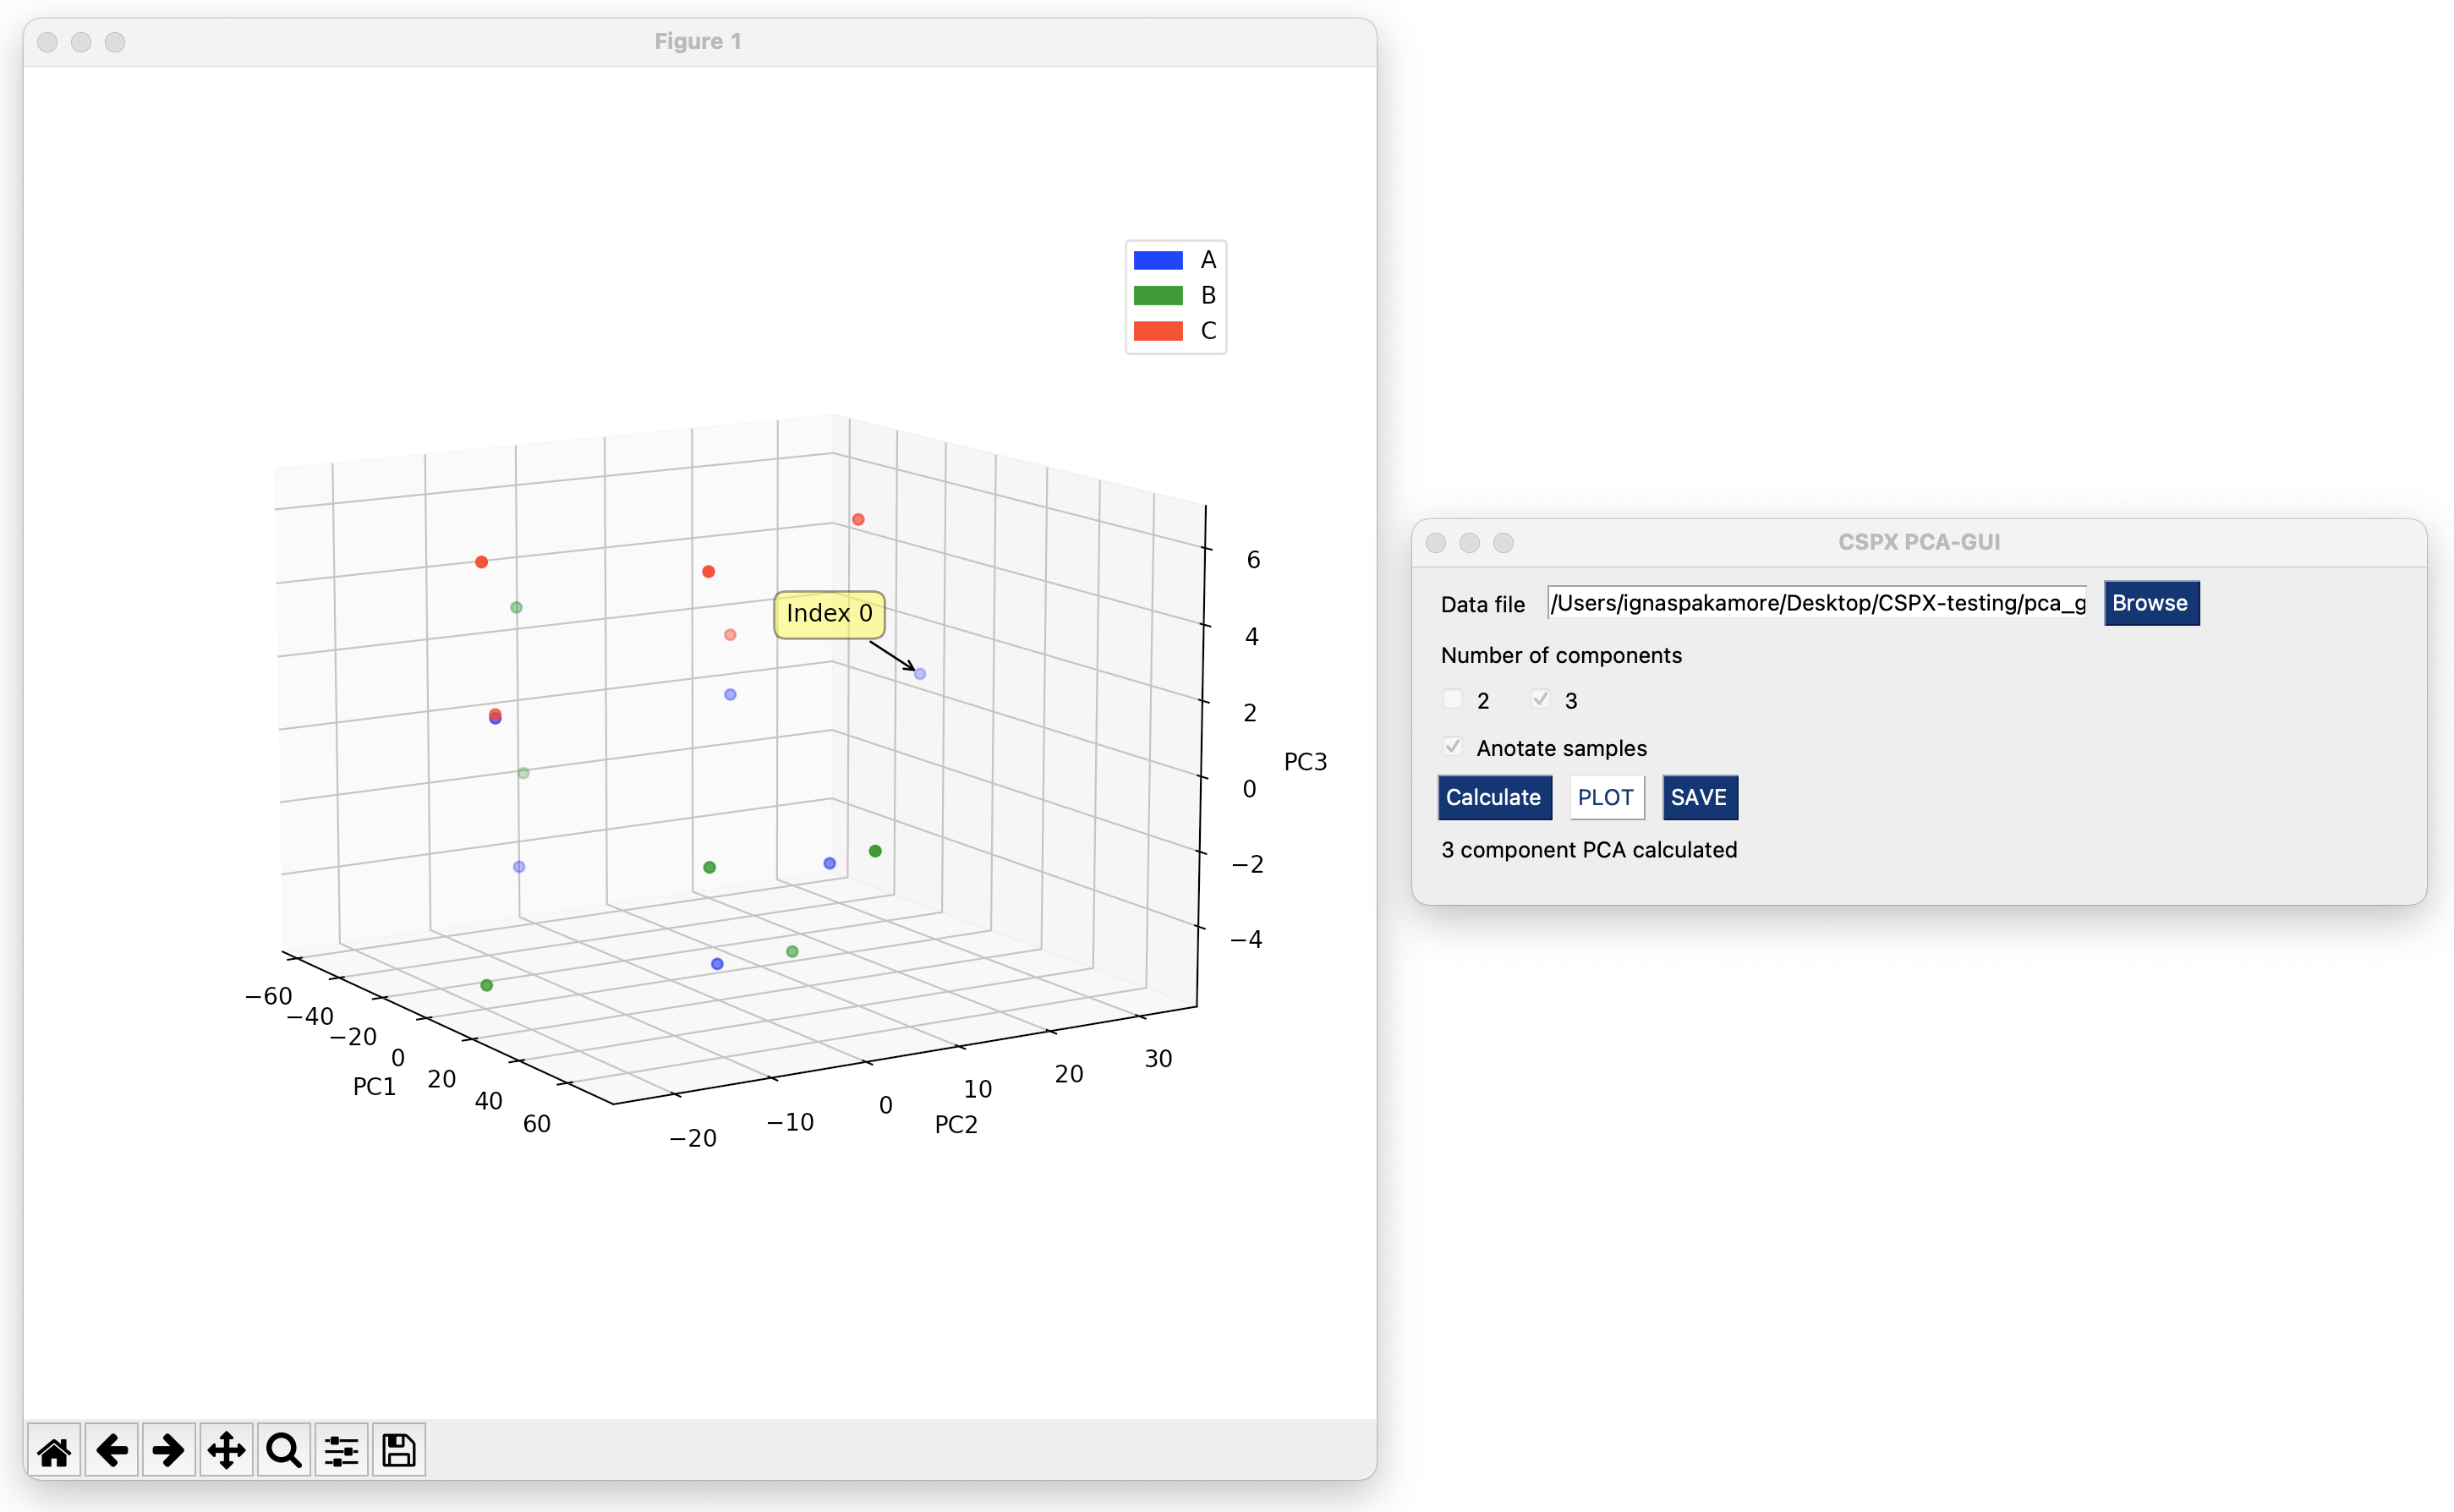 Figure 1
A
B
C
Index 0
6
4
2
0
−2
−4
PC3
−60
−40
−20
0
20
40
60
PC1
−20
−10
0
10
20
30
PC2
CSPX PCA-GUI
Data file /Users/ignaspakamore/Desktop/CSPX-testing/pca_g Browse
Number of components
2 3
Anotate samples
Calculate PLOT SAVE
3 component PCA calculated